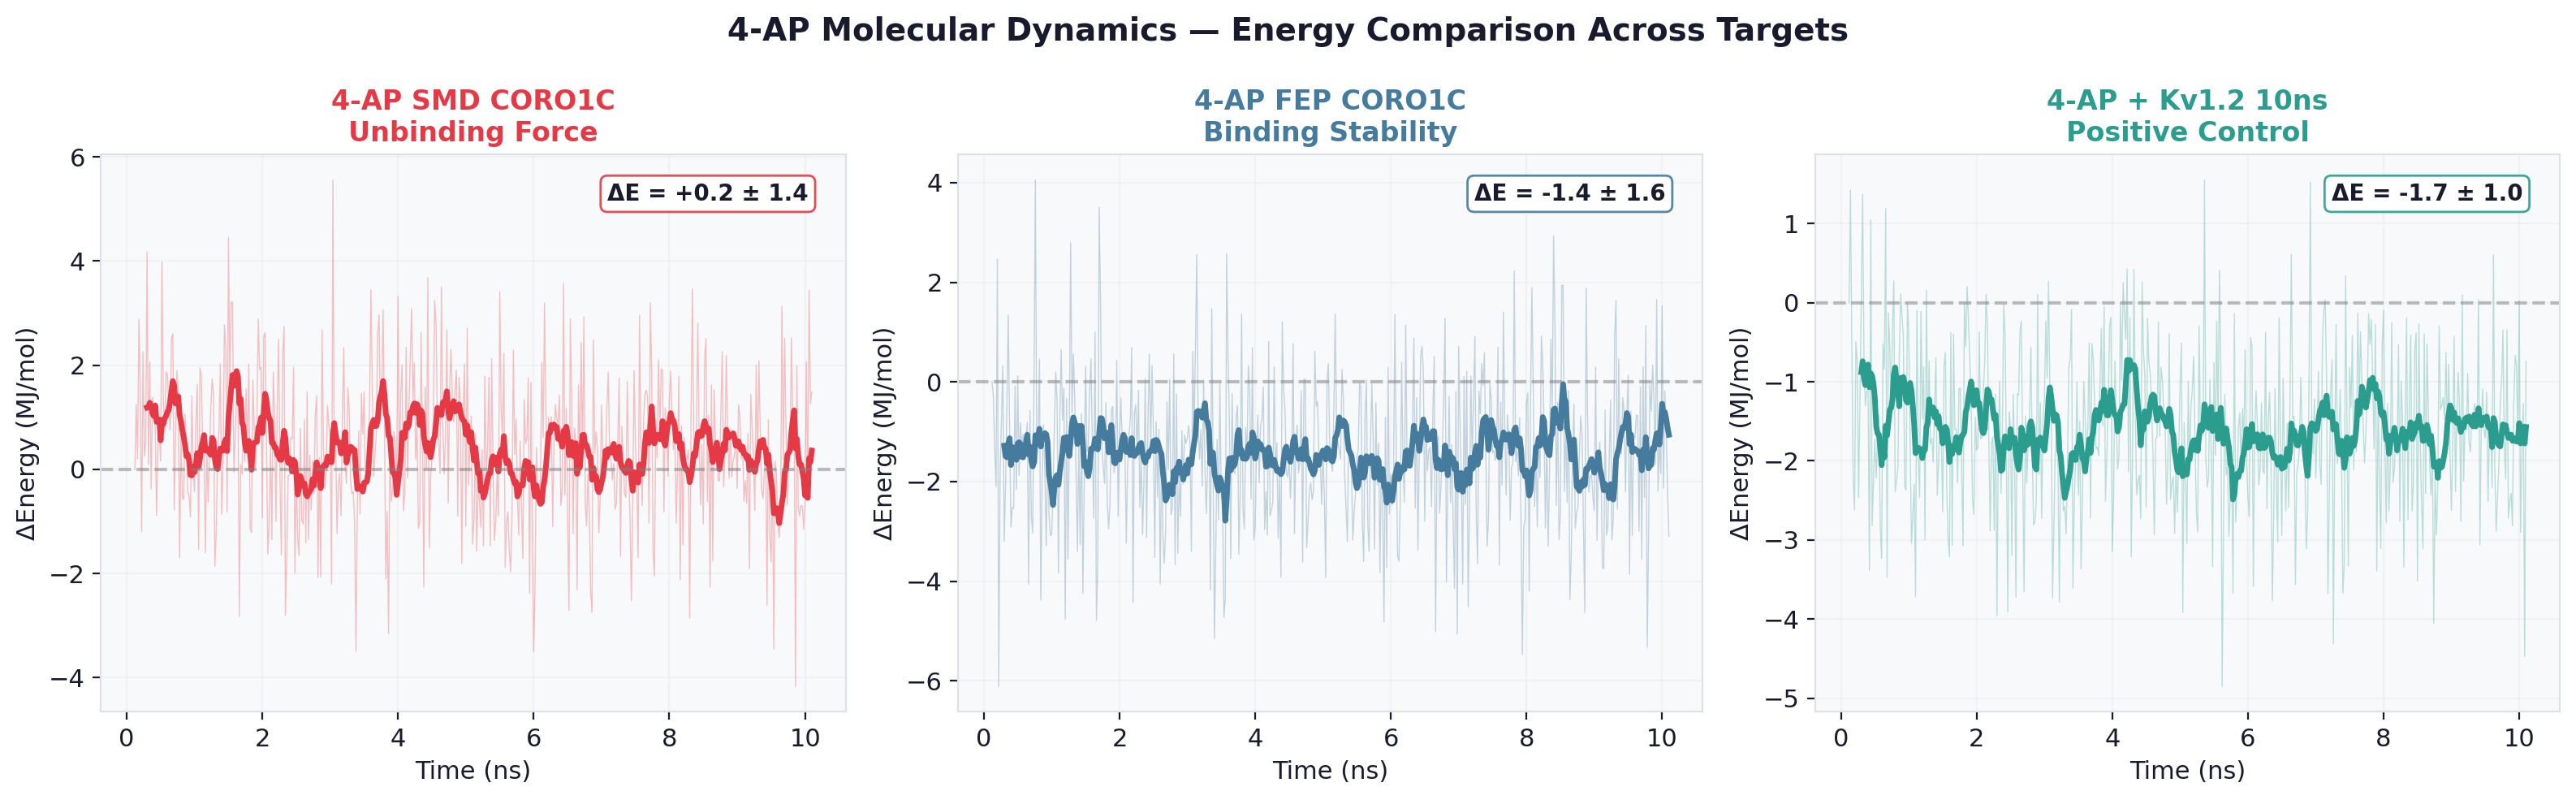 4-AP Molecular Dynamics — Energy Comparison Across Targets
4-AP SMD CORO1C
Unbinding Force
ΔE = +0.2 ± 1.4
ΔEnergy (MJ/mol)
6
4
2
0
−2
−4
0 2 4 6 8 10
Time (ns)
4-AP FEP CORO1C
Binding Stability
ΔE = -1.4 ± 1.6
ΔEnergy (MJ/mol)
4
2
0
−2
−4
−6
0 2 4 6 8 10
Time (ns)
4-AP + Kv1.2 10ns
Positive Control
ΔE = -1.7 ± 1.0
ΔEnergy (MJ/mol)
1
0
−1
−2
−3
−4
−5
0 2 4 6 8 10
Time (ns)